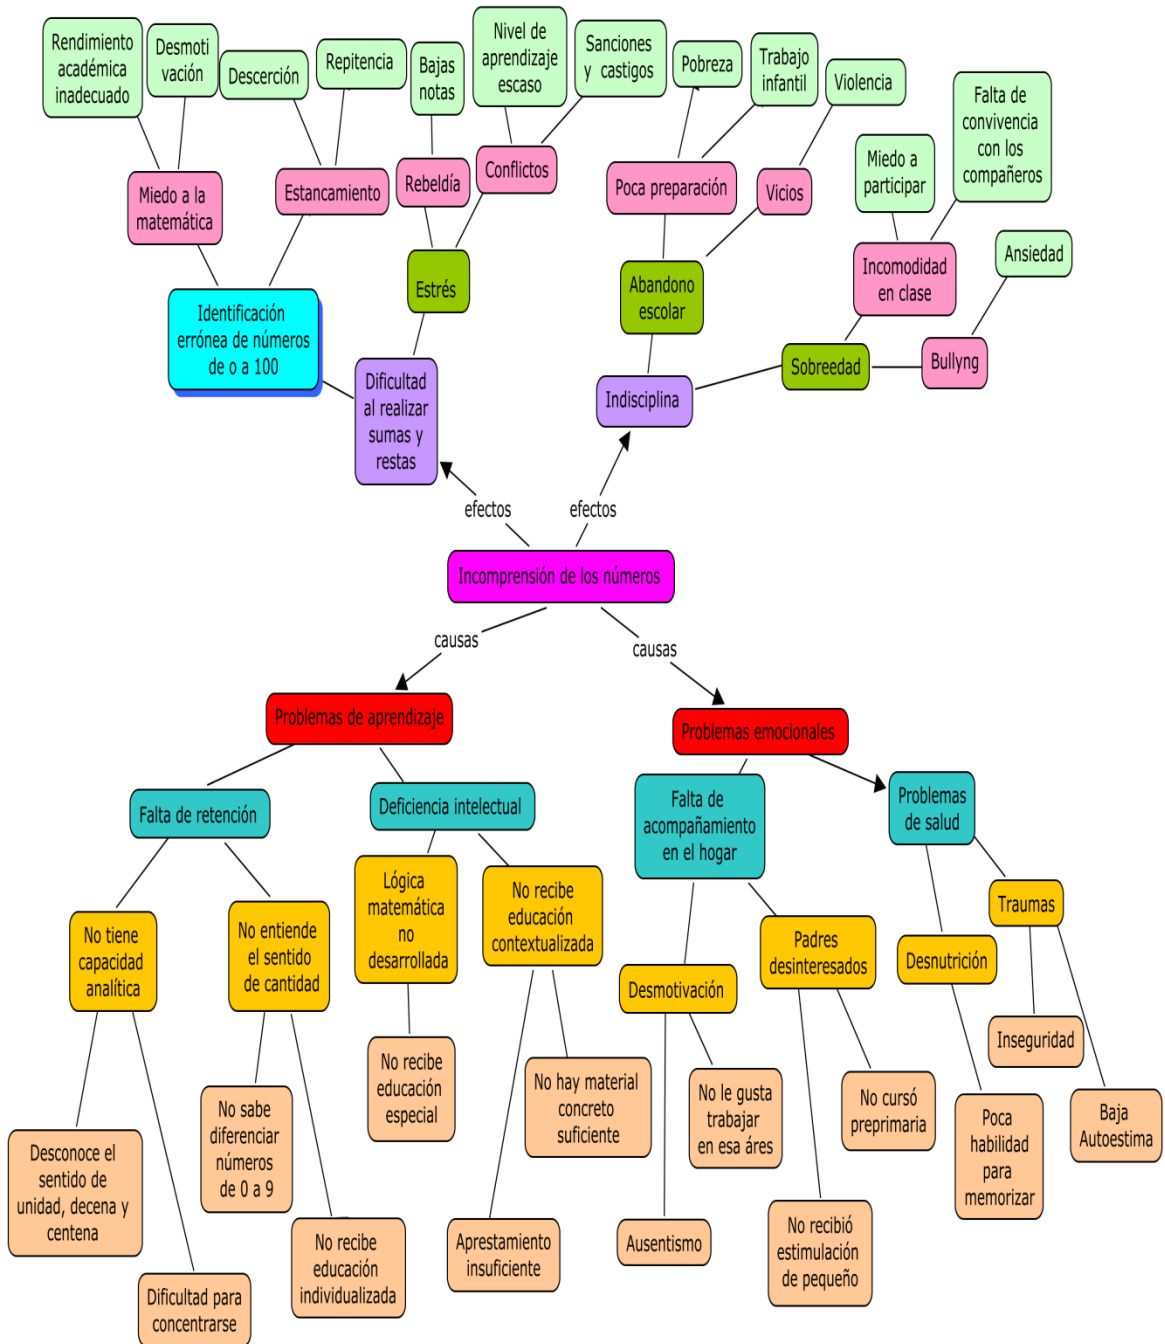 Rendimiento
académica
inadecuado
Desmoti
vación
Descerción
Repitencia
Bajas
notas
Nivel de
aprendizaje
escaso
Sanciones
y castigos
Pobreza
Trabajo
infantil
Violencia
Falta de
convivencia
con los
compañeros
Miedo a
participar
Miedo a la
matemática
Estancamiento
Rebeldía
Conflictos
Poca preparación
Vicios
Incomodidad
en clase
Ansiedad
Identificación
errónea de números
de o a 100
Estrés
Abandono
escolar
Sobreedad
Bullyng
Dificultad
al realizar
sumas y
restas
Indisciplina
efectos
efectos
Incomprensión de los números
causas
causas
Problemas de aprendizaje
Problemas emocionales
Falta de retención
Deficiencia intelectual
Falta de
acompañamiento
en el hogar
Problemas
de salud
No tiene
capacidad
analítica
No entiende
el sentido
de cantidad
Lógica
matemática
no
desarrollada
No recibe
educación
contextualizada
Desmotivación
Padres
desinteresados
Desnutrición
Traumas
Desconoce el
sentido de
unidad, decena y
centena
Dificultad para
concentrarse
No sabe
diferenciar
números
de 0 a 9
No recibe
educación
individualizada
No recibe
educación
especial
Aprestamiento
insuficiente
No hay material
concreto
suficiente
Ausentismo
No le gusta
trabajar
en esa áres
No recibió
estimulación
de pequeño
No cursó
preprimaria
Poca
habilidad
para
memorizar
Inseguridad
Baja
Autoestima